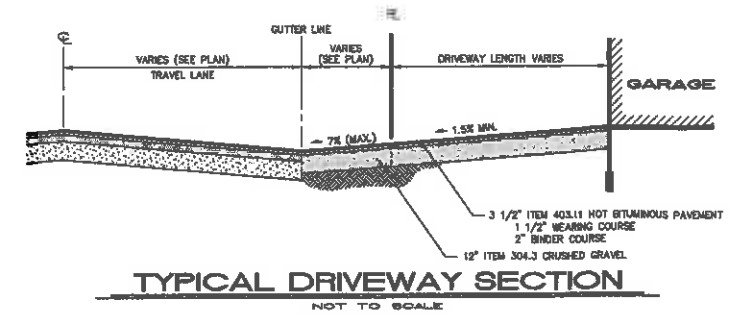 GUTTER LINE
VARIES (SEE PLAN)
TRAVEL LANE
VARIES
(SEE PLAN)
DRIVEWAY LENGTH VARIES
GARAGE
7% (MAX.)
1.5% MIN.
3 1/2" ITEM 403.11 HOT BITUMINOUS PAVEMENT
1 1/2" WEARING COURSE
2" BINDER COURSE
12" ITEM 304.3 CRUSHED GRAVEL
TYPICAL DRIVEWAY SECTION
NOT TO SCALE